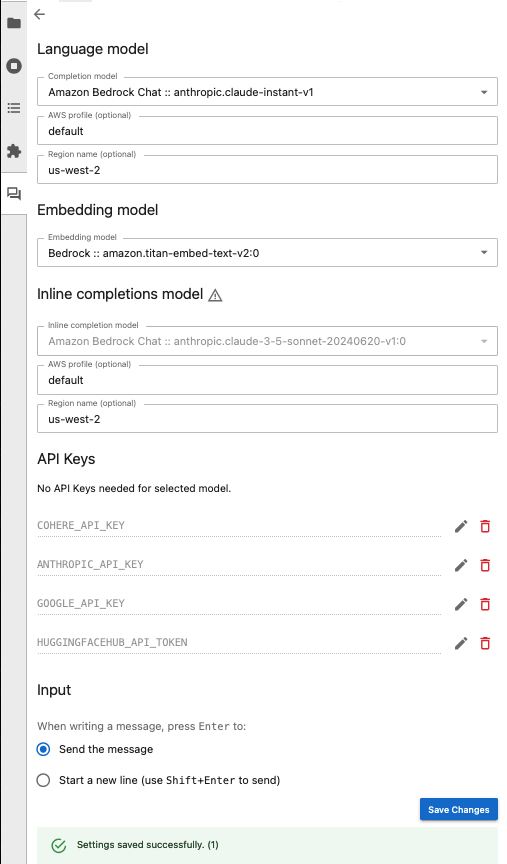 Language model
Completion model
Amazon Bedrock Chat :: anthropic.claude-instant-v1
AWS profile (optional)
default
Region name (optional)
us-west-2
Embedding model
Embedding model
Bedrock :: amazon.titan-embed-text-v2:0
Inline completions model
Inline completion model
Amazon Bedrock Chat :: anthropic.claude-3-5-sonnet-20240620-v1:0
AWS profile (optional)
default
Region name (optional)
us-west-2
API Keys
No API Keys needed for selected model.
COHERE_API_KEY
ANTHROPIC_API_KEY
GOOGLE_API_KEY
HUGGINGFACEHUB_API_TOKEN
Input
When writing a message, press Enter to:
Send the message
Start a new line (use Shift+Enter to send)
Save Changes
Settings saved successfully. (1)